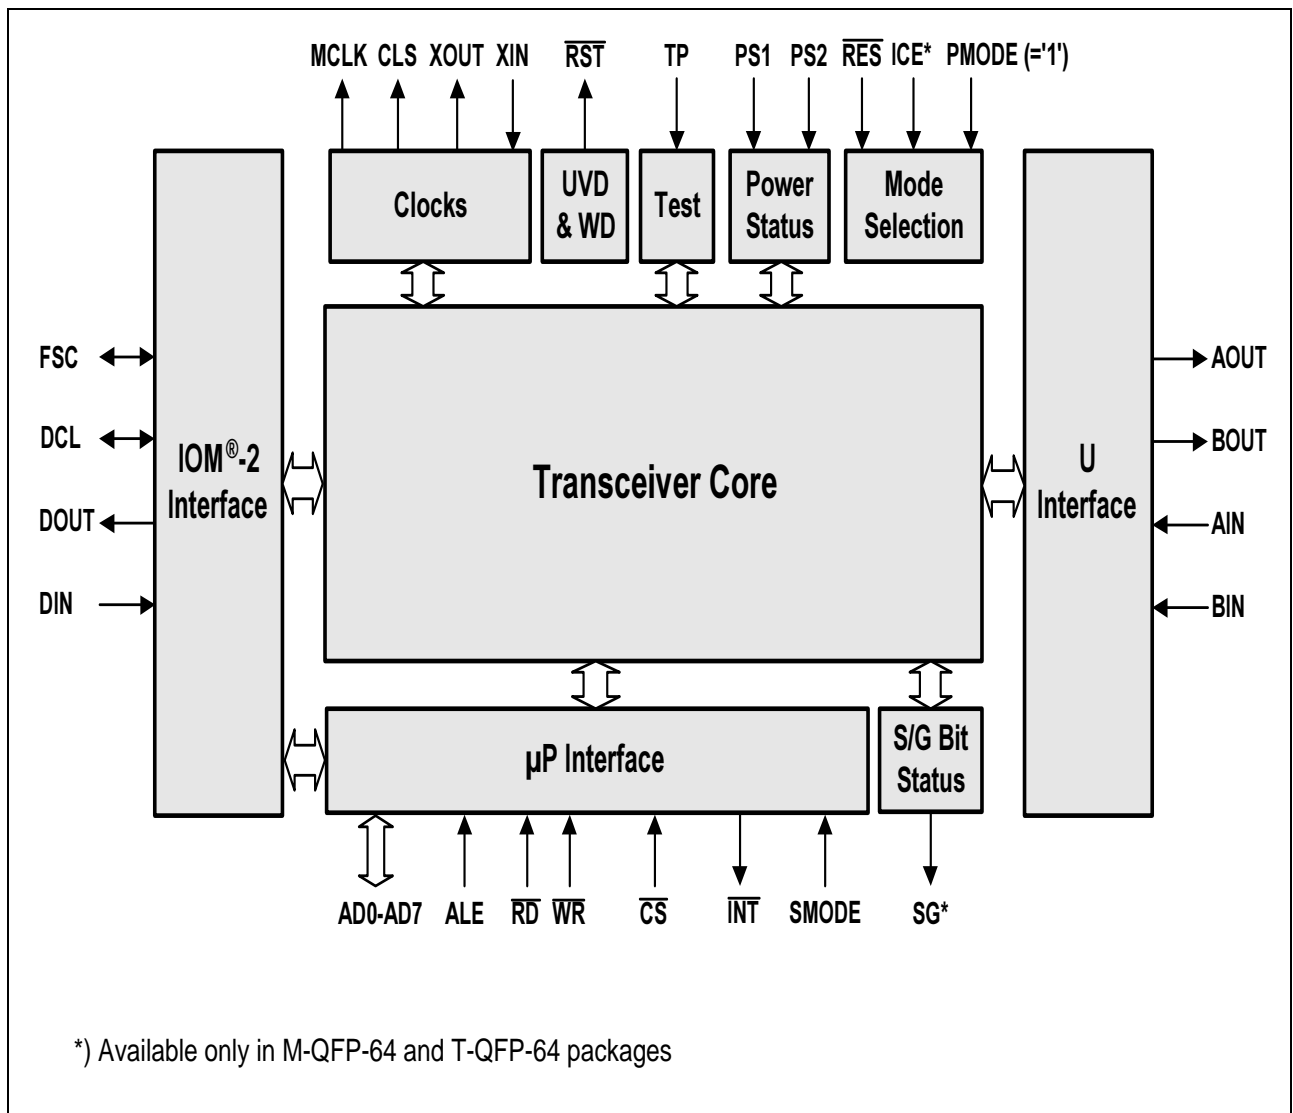 MCLK CLS XOUT XIN RST TP PS1 PS2 RES ICE* PMODE (='1')
Clocks
UVD
& WD
Test
Power
Status
Mode
Selection
FSC
DCL
DOUT
DIN
IOM®-2
Interface
Transceiver Core
U
Interface
AOUT
BOUT
AIN
BIN
µP Interface
S/G Bit
Status
AD0-AD7 ALE RD WR CS INT SMODE SG*
*) Available only in M-QFP-64 and T-QFP-64 packages